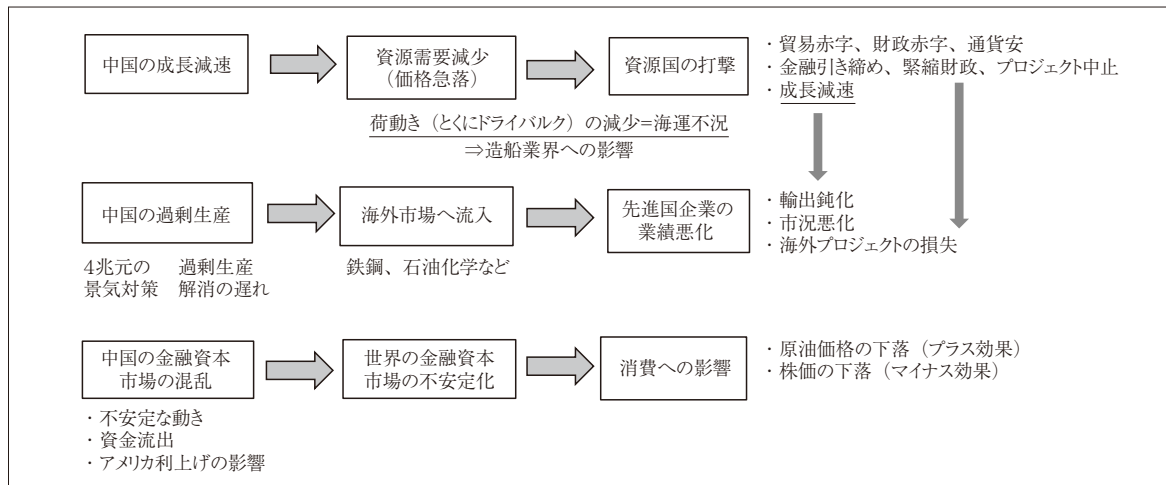 中国の成長減速
資源需要減少
（価格急落）
資源国の打撃
・貿易赤字、財政赤字、通貨安
・金融引き締め、緊縮財政、プロジェクト中止
・成長減速
荷動き（とくにドライバルク）の減少=海運不況
⇒造船業界への影響
中国の過剰生産
海外市場へ流入
先進国企業の
業績悪化
・輸出鈍化
・市況悪化
・海外プロジェクトの損失
4兆元の 過剰生産
景気対策 解消の遅れ
鉄鋼、石油化学など
中国の金融資本
市場の混乱
世界の金融資本
市場の不安定化
消費への影響
・原油価格の下落（プラス効果）
・株価の下落（マイナス効果）
・不安定な動き
・資金流出
・アメリカ利上げの影響